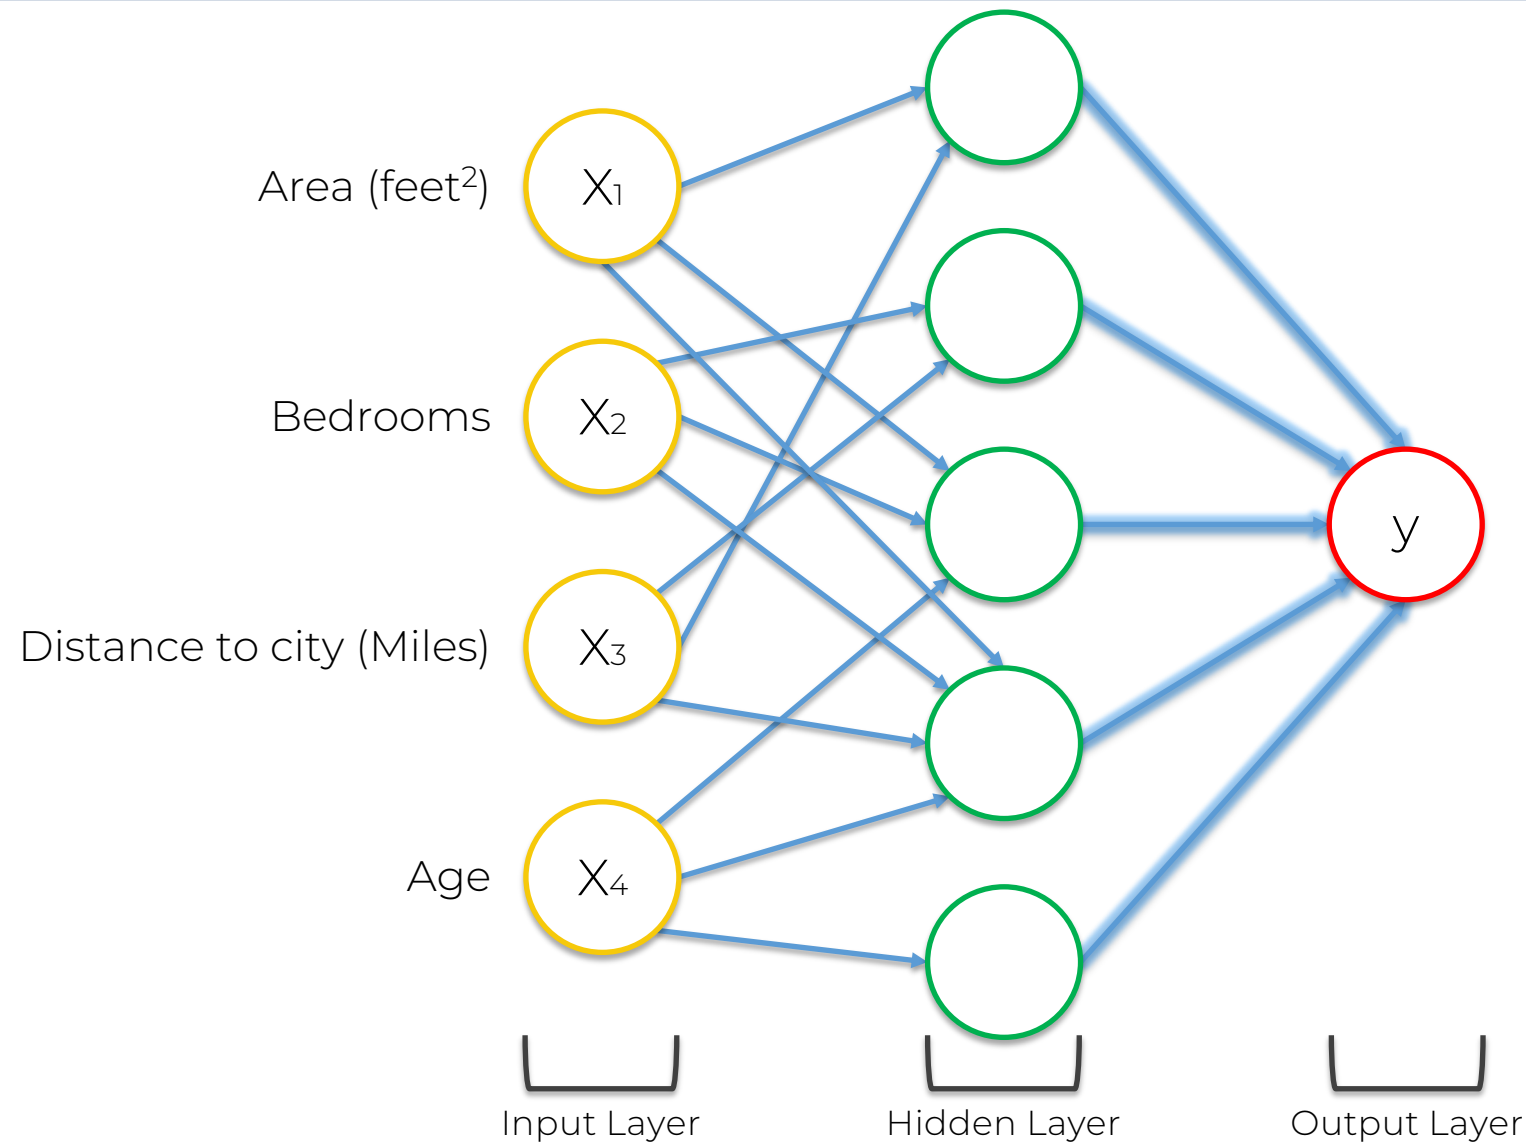 Area (feet²)
X₁
Bedrooms
X₂
Distance to city (Miles)
X₃
Age
X₄
y
Input Layer
Hidden Layer
Output Layer